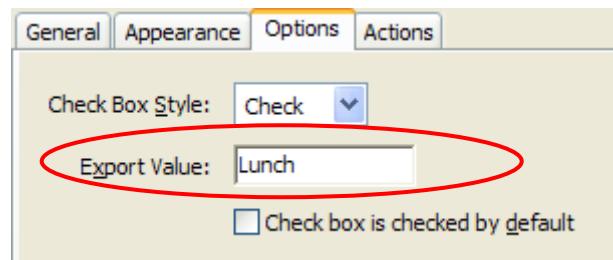 General Appearance Options Actions
Check Box Style: Check
Export Value: Lunch
Check box is checked by default